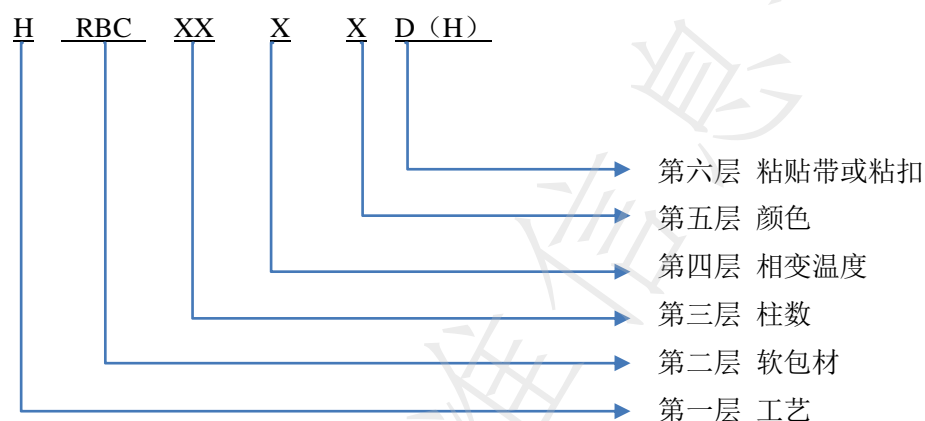 H RBC XX X X D（H）
第六层 粘贴带或粘扣
第五层 颜色
第四层 相变温度
第三层 柱数
第二层 软包材
第一层 工艺